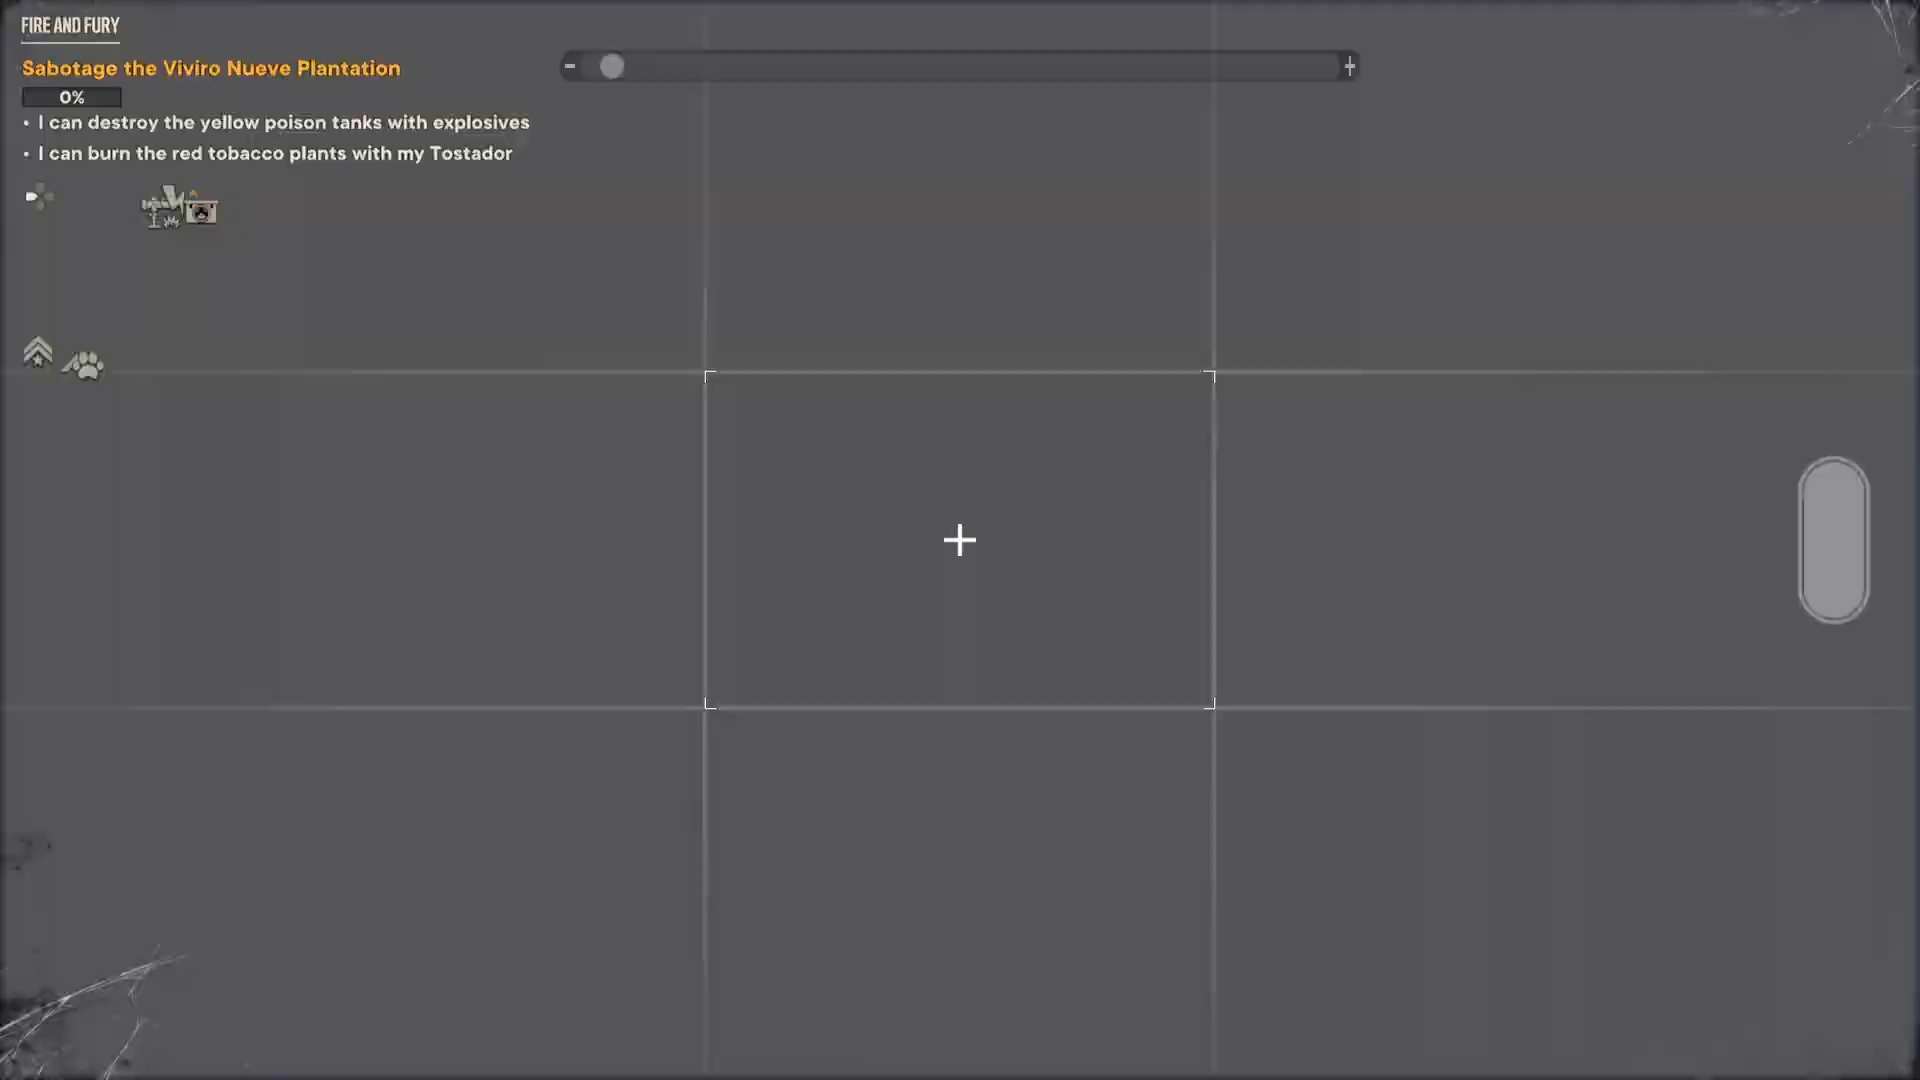 FIRE AND FURY
Sabotage the Viviro Nueve Plantation
0%
• I can destroy the yellow poison tanks with explosives
• I can burn the red tobacco plants with my Tostador